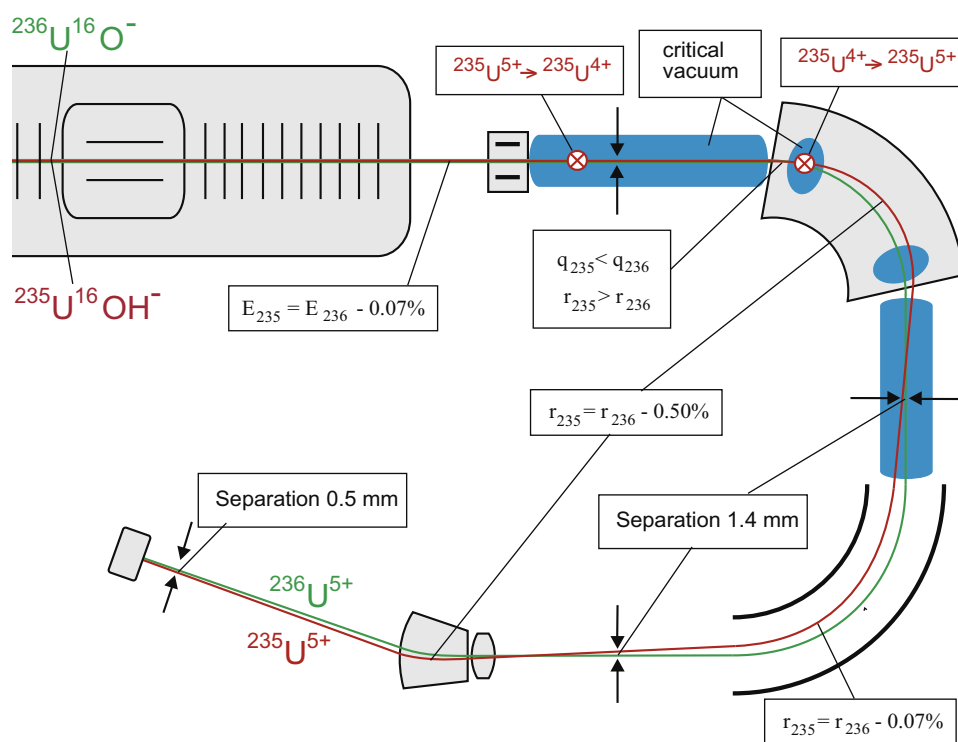 ²³⁶U¹⁶O⁻
²³⁵U⁵⁺→²³⁵U⁴⁺
critical
vacuum
²³⁵U⁴⁺→²³⁵U⁵⁺
²³⁵U¹⁶OH⁻
E₂₃₅ = E₂₃₆ - 0.07%
q₂₃₅< q₂₃₆
r₂₃₅> r₂₃₆
r₂₃₅= r₂₃₆ - 0.50%
Separation 0.5 mm
Separation 1.4 mm
²³⁶U⁵⁺
²³⁵U⁵⁺
r₂₃₅= r₂₃₆ - 0.07%